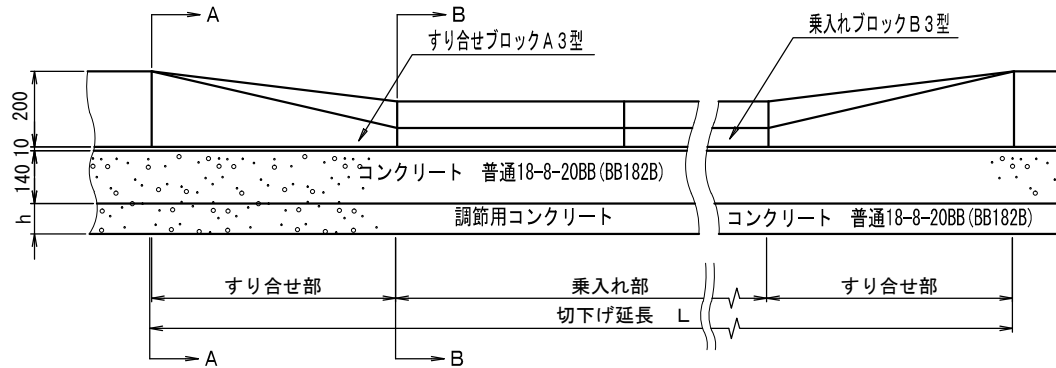 A
B
すり合せブロックA3型
乗入れブロックB3型
200
10
140
h
コンクリート 普通18-8-20BB(BB182B)
調節用コンクリート
コンクリート 普通18-8-20BB(BB182B)
すり合せ部
乗入れ部
すり合せ部
切下げ延長 L
A
B